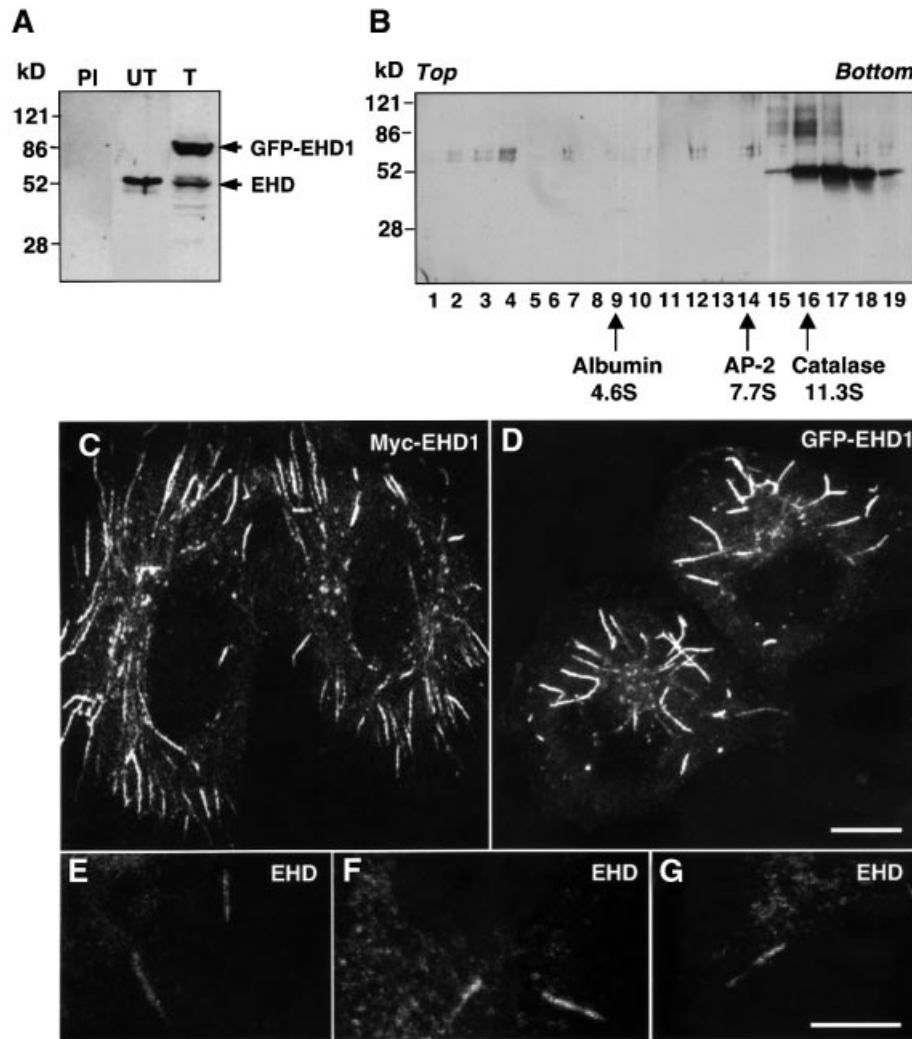 A
kD PI UT T
121
86
52
28
GFP-EHD1
EHD
B
kD Top Bottom
121
86
52
28
1 2 3 4 5 6 7 8 9 10 11 12 13 14 15 16 17 18 19
Albumin AP-2 Catalase
4.6S 7.7S 11.3S
C Myc-EHD1
D GFP-EHD1
E EHD
F EHD
G EHD